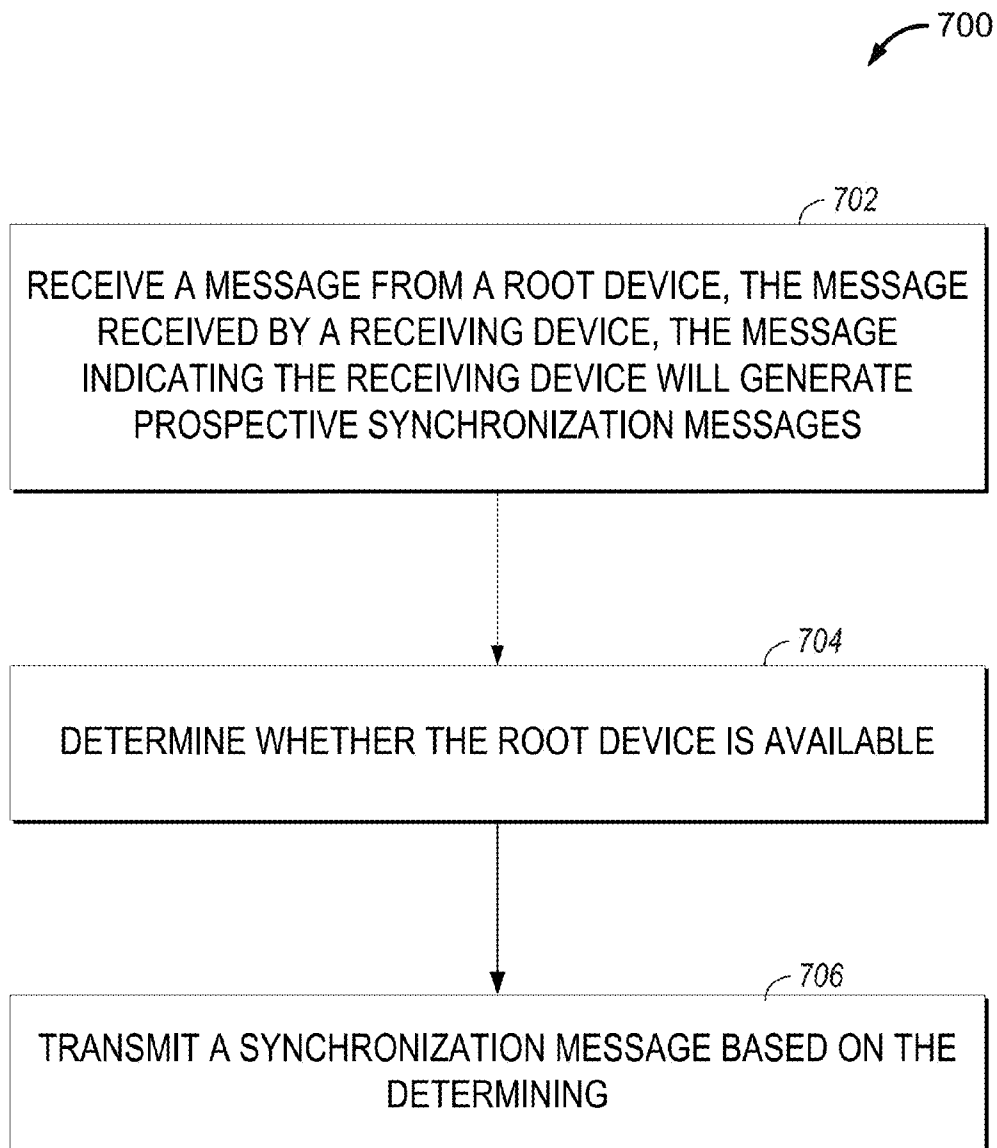 700
702
RECEIVE A MESSAGE FROM A ROOT DEVICE, THE MESSAGE
RECEIVED BY A RECEIVING DEVICE, THE MESSAGE
INDICATING THE RECEIVING DEVICE WILL GENERATE
PROSPECTIVE SYNCHRONIZATION MESSAGES
704
DETERMINE WHETHER THE ROOT DEVICE IS AVAILABLE
706
TRANSMIT A SYNCHRONIZATION MESSAGE BASED ON THE
DETERMINING